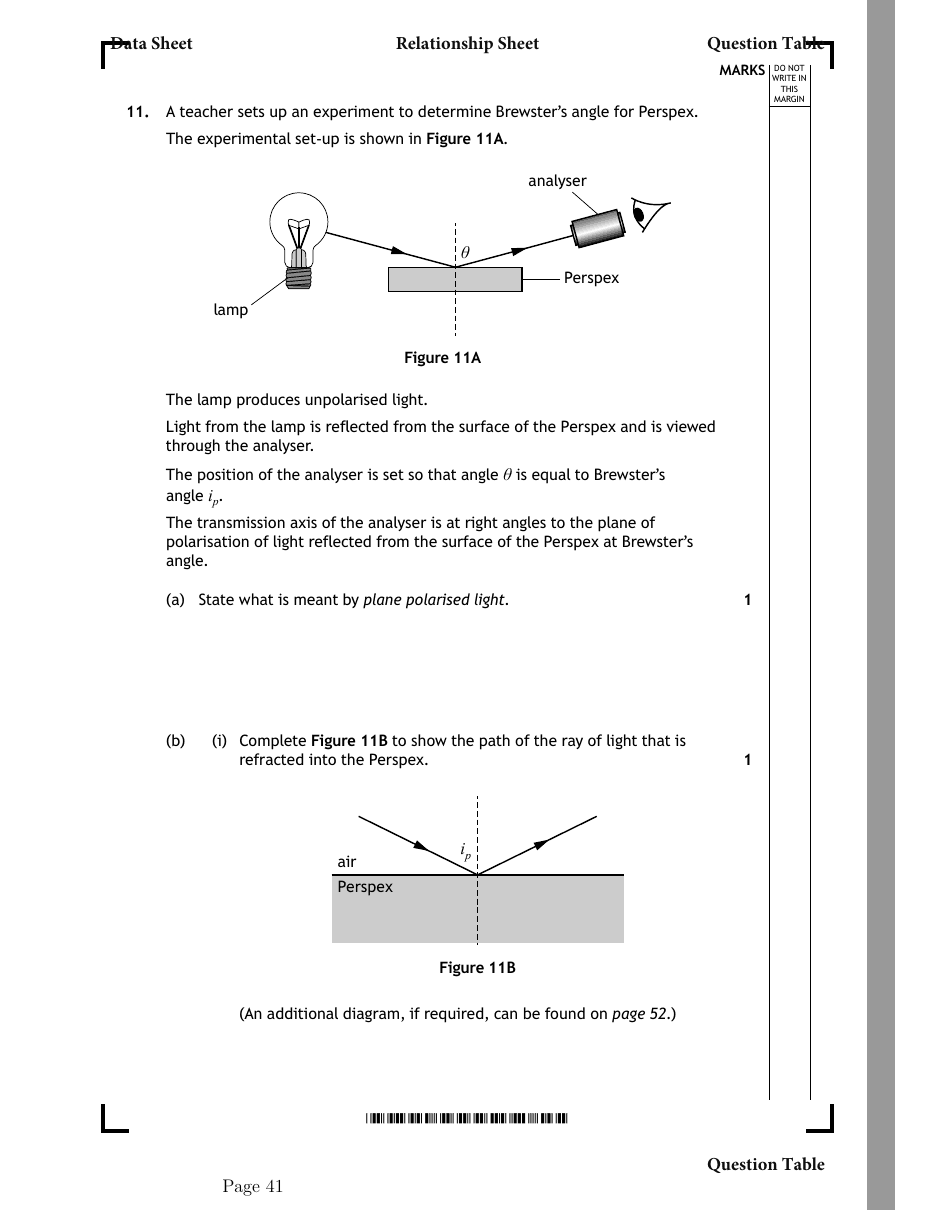 Data Sheet
Relationship Sheet
Question Table
MARKS
DO NOT
WRITE IN
THIS
MARGIN
11. A teacher sets up an experiment to determine Brewster’s angle for Perspex.
The experimental set-up is shown in Figure 11A.
analyser
θ
Perspex
lamp
Figure 11A
The lamp produces unpolarised light.
Light from the lamp is reflected from the surface of the Perspex and is viewed
through the analyser.
The position of the analyser is set so that angle θ is equal to Brewster’s
angle ip.
The transmission axis of the analyser is at right angles to the plane of
polarisation of light reflected from the surface of the Perspex at Brewster’s
angle.
(a) State what is meant by plane polarised light. 1
(b) (i) Complete Figure 11B to show the path of the ray of light that is
refracted into the Perspex. 1
ip
air
Perspex
Figure 11B
(An additional diagram, if required, can be found on page 52.)
Question Table
Page 41